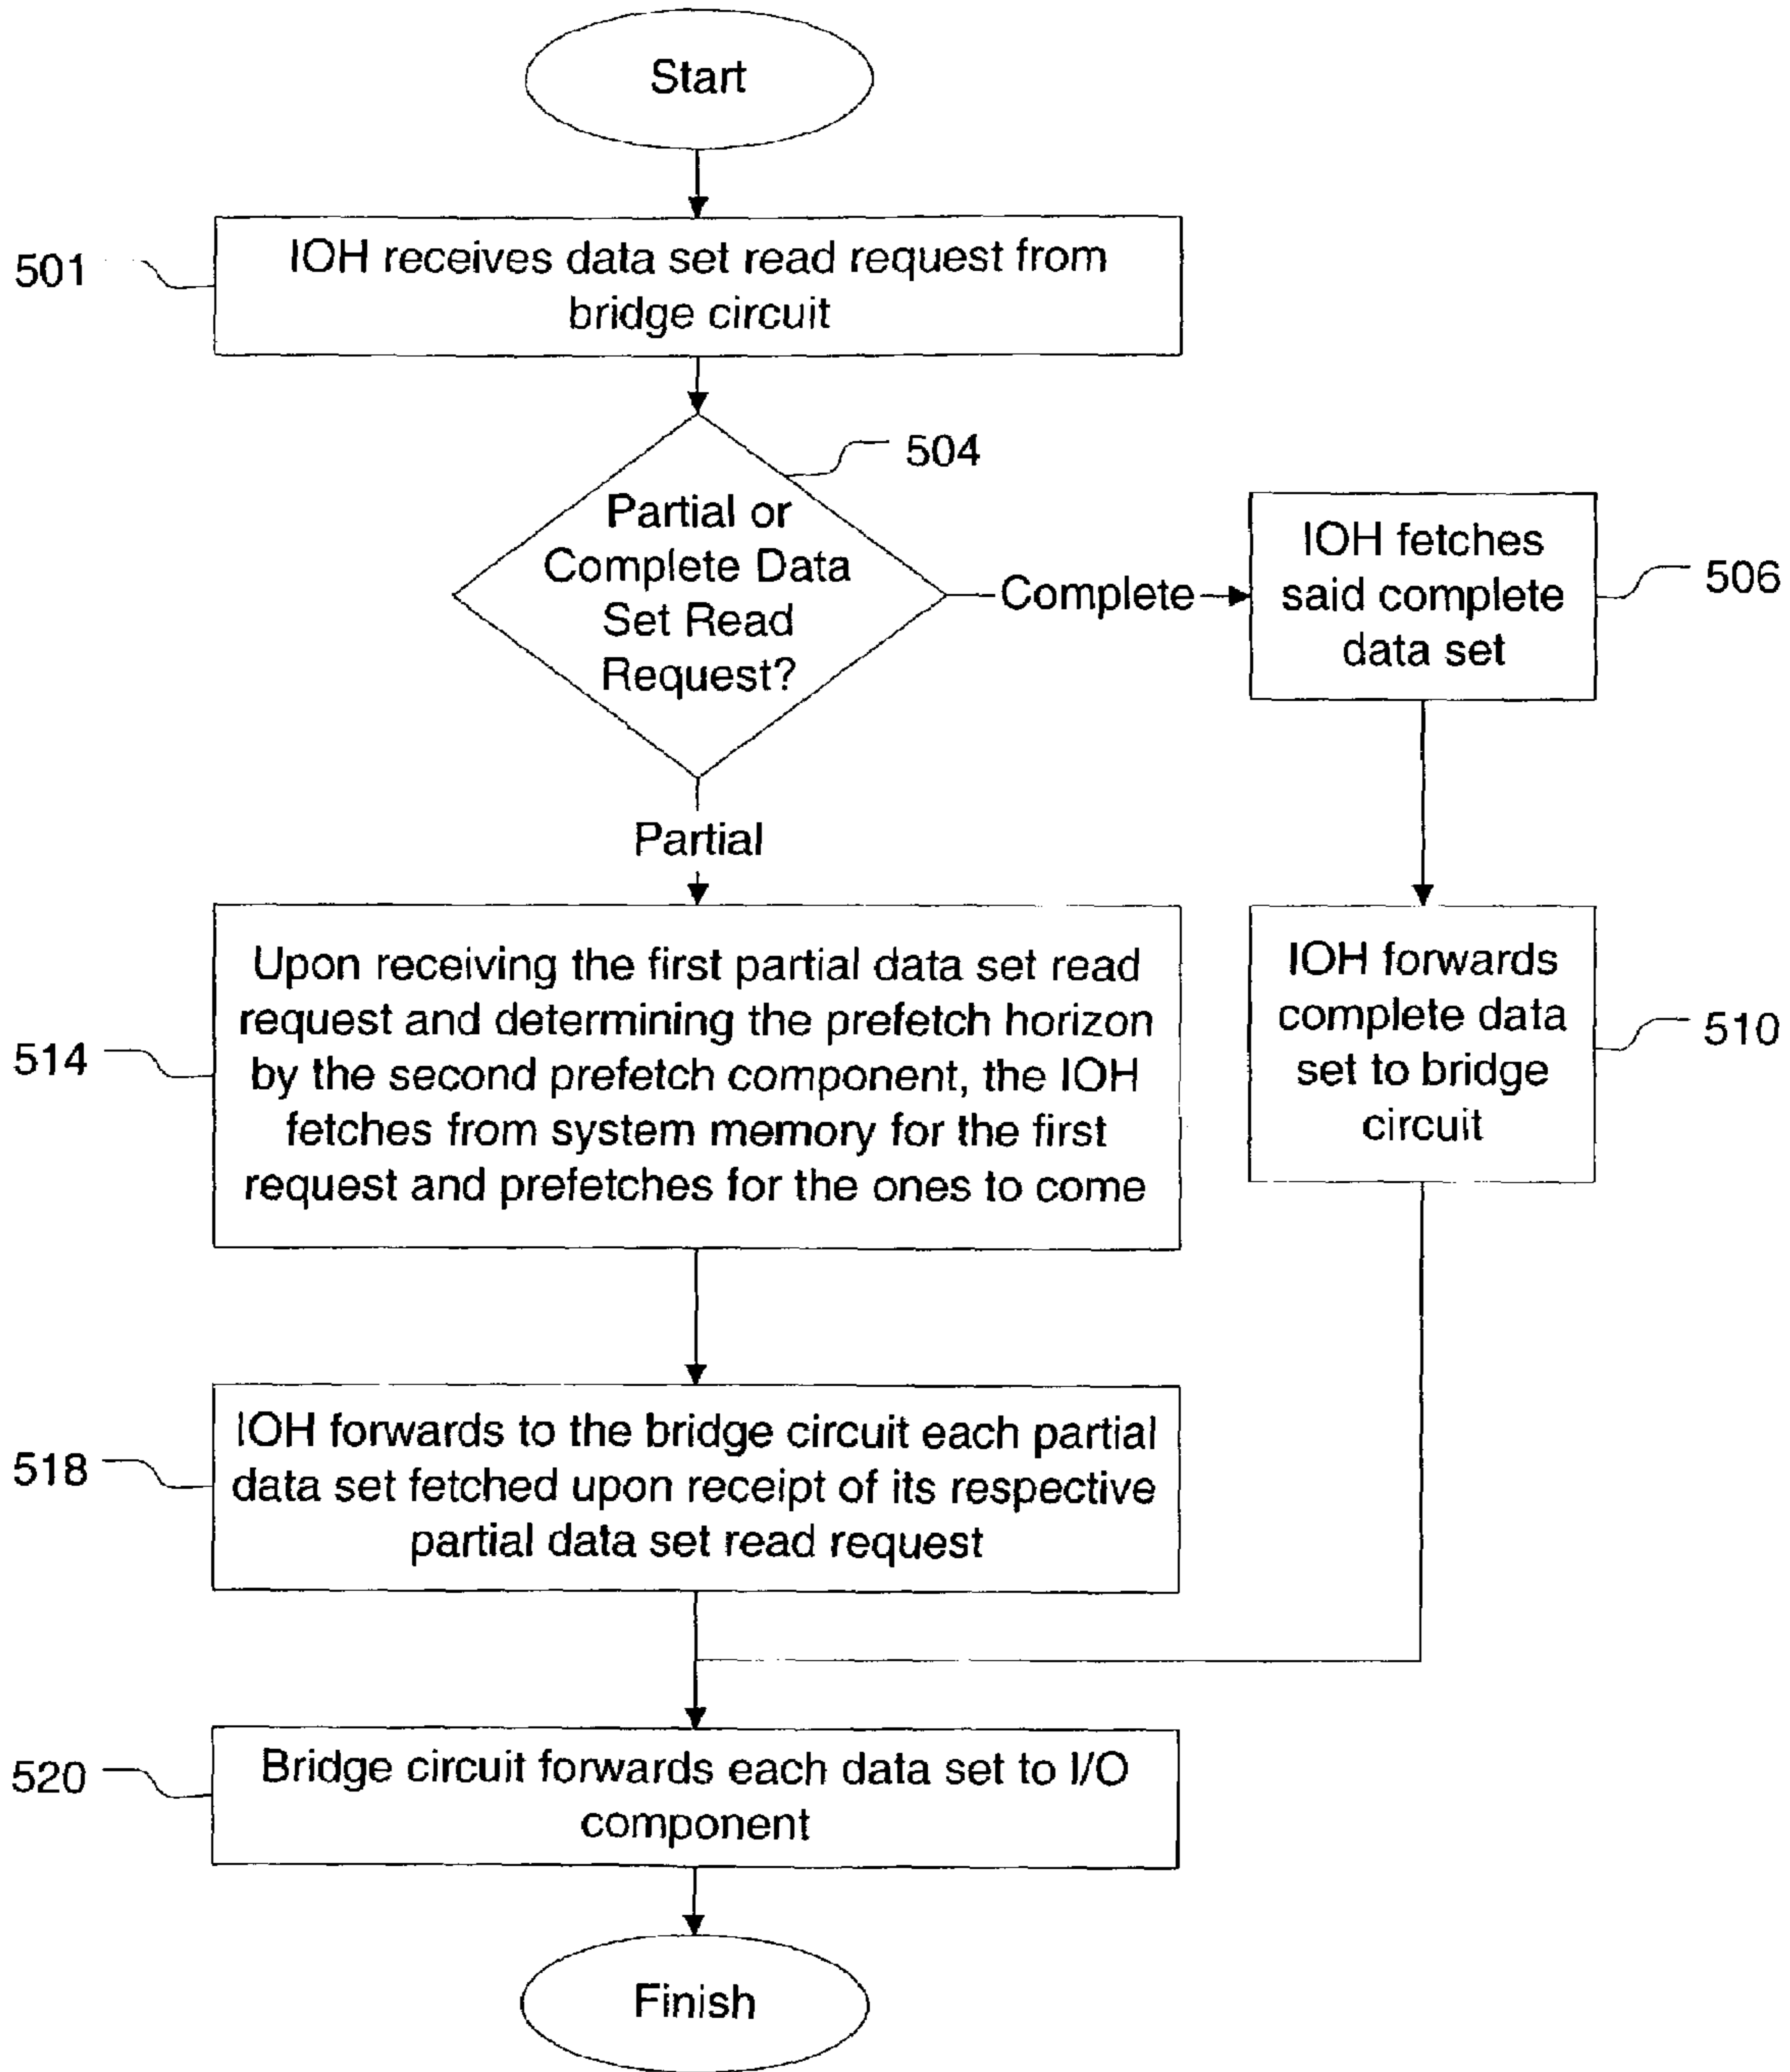 Start
501
IOH receives data set read request from
bridge circuit
504
Partial or
Complete Data
Set Read
Request?
Complete
IOH fetches
said complete
data set
506
Partial
514
Upon receiving the first partial data set read
request and determining the prefetch horizon
by the second prefetch component, the IOH
fetches from system memory for the first
request and prefetches for the ones to come
IOH forwards
complete data
set to bridge
circuit
510
518
IOH forwards to the bridge circuit each partial
data set fetched upon receipt of its respective
partial data set read request
520
Bridge circuit forwards each data set to I/O
component
Finish